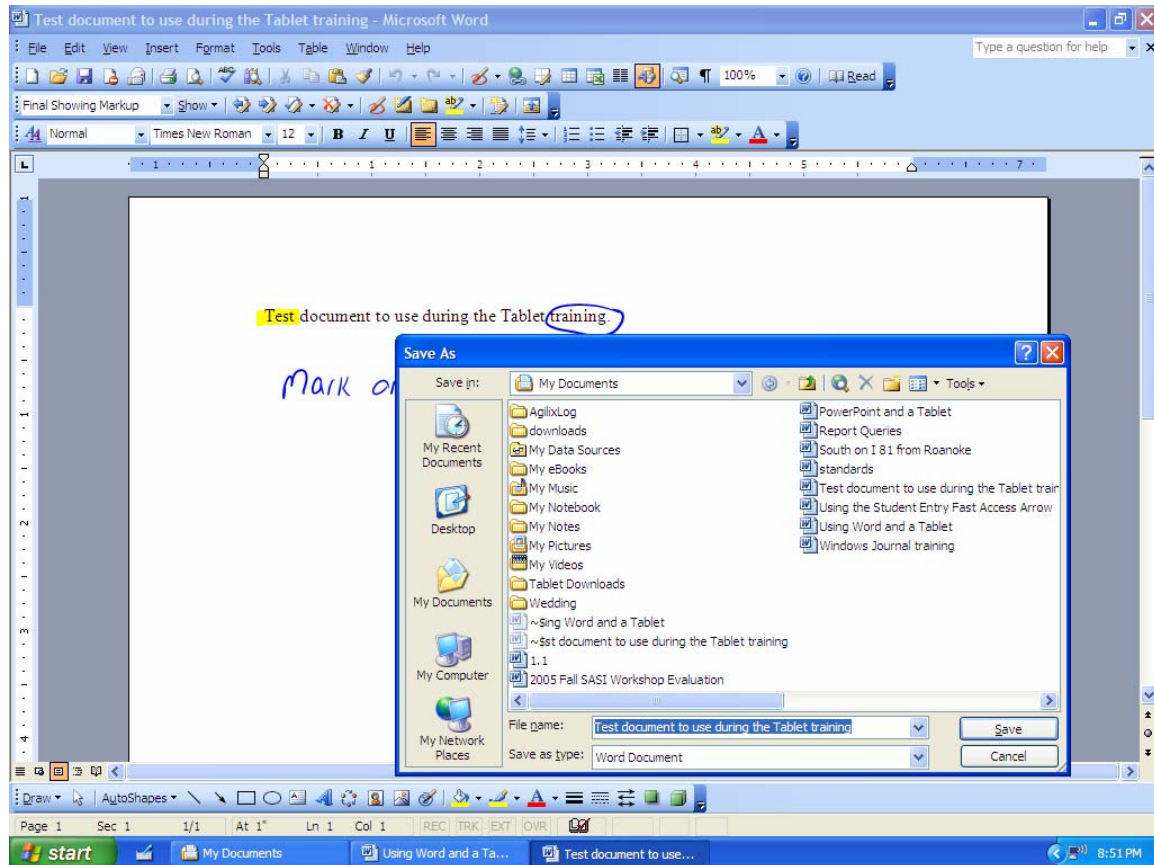 Test document to use during the Tablet training - Microsoft Word
File Edit View Insert Format Tools Table Window Help Type a question for help
100% Read
Final Showing Markup Show
Normal Times New Roman 12 B I U
1 1 2 3 4 5 7
Test document to use during the Tablet training.
Mark on
Save As
Save in: My Documents Tools
My Recent Documents
Desktop
My Documents
My Computer
My Network Places
AgilixLog
downloads
My Data Sources
My eBooks
My Music
My Notebook
My Notes
My Pictures
My Videos
Tablet Downloads
Wedding
~$ing Word and a Tablet
~$st document to use during the Tablet training
1.1
2005 Fall SASI Workshop Evaluation
PowerPoint and a Tablet
Report Queries
South on I 81 from Roanoke
standards
Test document to use during the Tablet train
Using the Student Entry Fast Access Arrow
Using Word and a Tablet
Windows Journal training
File name: Test document to use during the Tablet training Save
Save as type: Word Document Cancel
Draw AutoShapes
Page 1 Sec 1 1/1 At 1" Ln 1 Col 1 REC TRK EXT OVR
start My Documents Using Word and a Ta... Test document to use... 8:51 PM